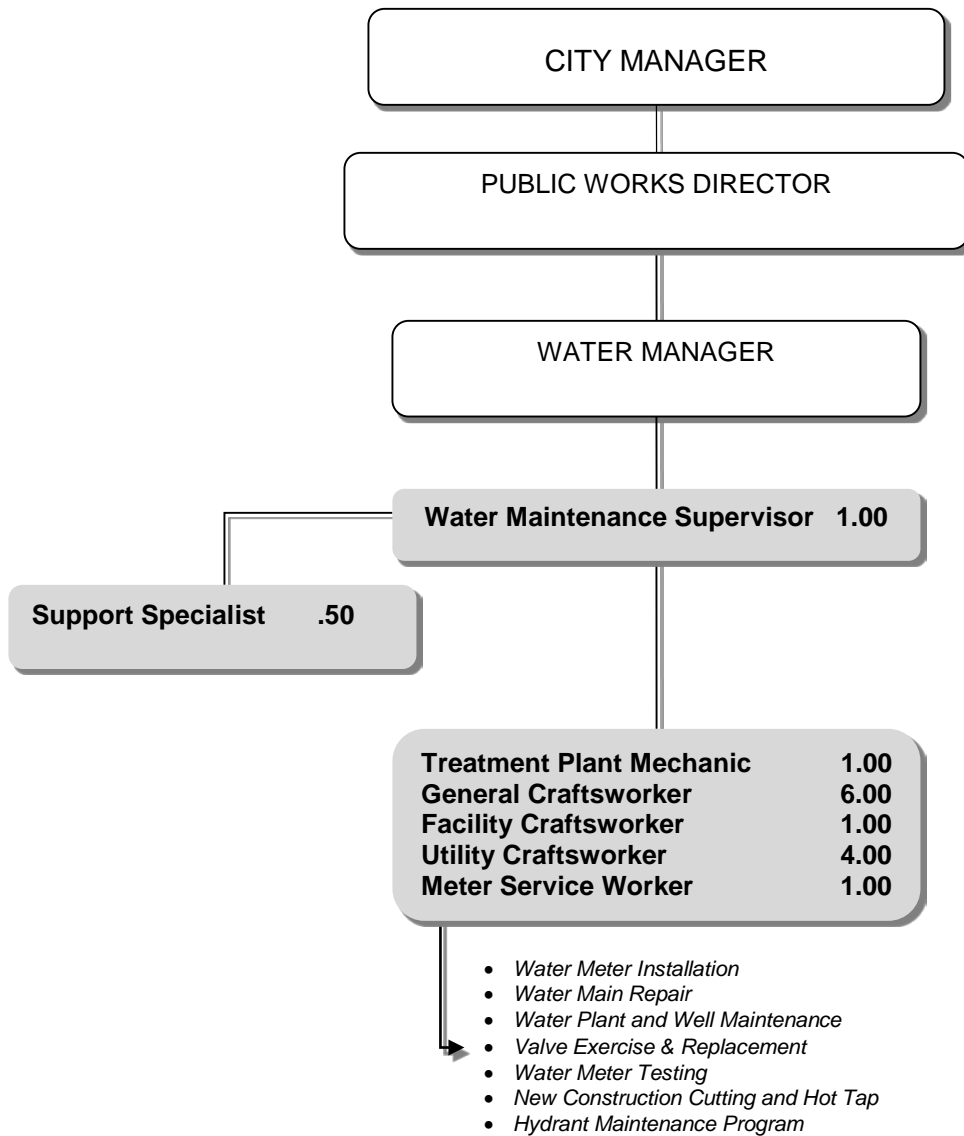 CITY MANAGER
PUBLIC WORKS DIRECTOR
WATER MANAGER
Water Maintenance Supervisor 1.00
Support Specialist .50
Treatment Plant Mechanic 1.00
General Craftsworker 6.00
Facility Craftsworker 1.00
Utility Craftsworker 4.00
Meter Service Worker 1.00
• Water Meter Installation
• Water Main Repair
• Water Plant and Well Maintenance
• Valve Exercise & Replacement
• Water Meter Testing
• New Construction Cutting and Hot Tap
• Hydrant Maintenance Program